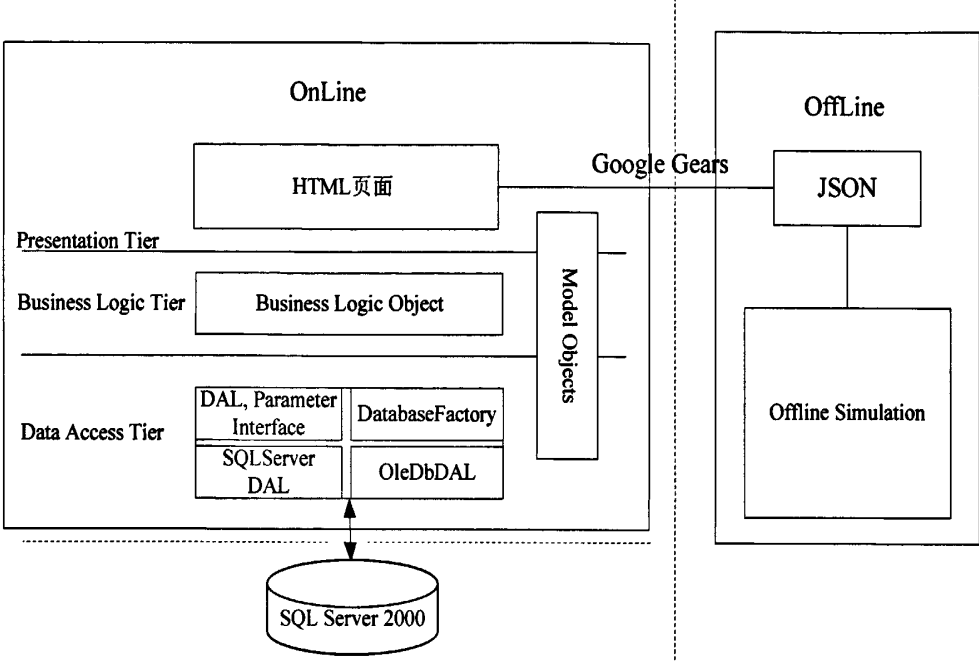 OnLine
OffLine
HTML页面
Google Gears
JSON
Presentation Tier
Business Logic Tier
Business Logic Object
Model Objects
Offline Simulation
Data Access Tier
DAL, Parameter
Interface
DatabaseFactory
SQLServer
DAL
OleDbDAL
SQL Server 2000